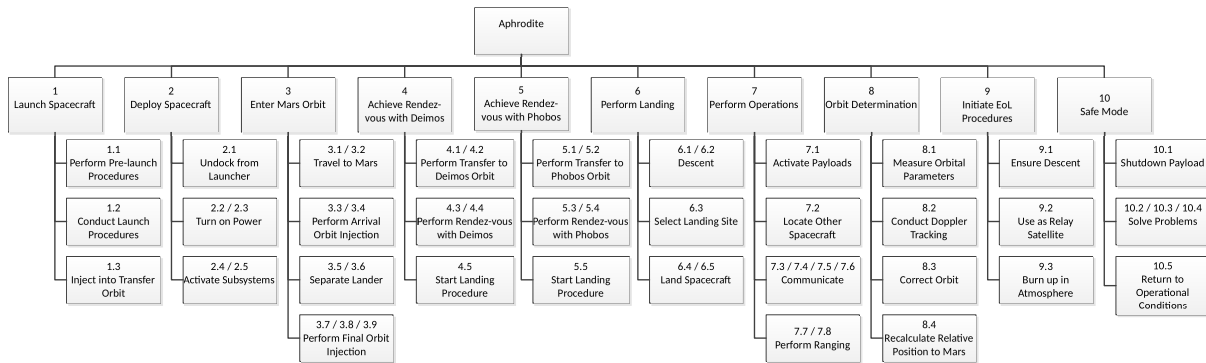 Aphrodite
1
Launch Spacecraft
2
Deploy Spacecraft
3
Enter Mars Orbit
4
Achieve Rendez-
vous with Deimos
5
Achieve Rendez-
vous with Phobos
6
Perform Landing
7
Perform Operations
8
Orbit Determination
9
Initiate EoL
Procedures
10
Safe Mode
1.1
Perform Pre-launch
Procedures
1.2
Conduct Launch
Procedures
1.3
Inject into Transfer
Orbit
2.1
Undock from
Launcher
2.2 / 2.3
Turn on Power
2.4 / 2.5
Activate Subsystems
3.1 / 3.2
Travel to Mars
3.3 / 3.4
Perform Arrival
Orbit Injection
3.5 / 3.6
Separate Lander
3.7 / 3.8 / 3.9
Perform Final Orbit
Injection
4.1 / 4.2
Perform Transfer to
Deimos Orbit
4.3 / 4.4
Perform Rendez-vous
with Deimos
4.5
Start Landing
Procedure
5.1 / 5.2
Perform Transfer to
Phobos Orbit
5.3 / 5.4
Perform Rendez-vous
with Phobos
5.5
Start Landing
Procedure
6.1 / 6.2
Descent
6.3
Select Landing Site
6.4 / 6.5
Land Spacecraft
7.1
Activate Payloads
7.2
Locate Other
Spacecraft
7.3 / 7.4 / 7.5 / 7.6
Communicate
7.7 / 7.8
Perform Ranging
8.1
Measure Orbital
Parameters
8.2
Conduct Doppler
Tracking
8.3
Correct Orbit
8.4
Recalculate Relative
Position to Mars
9.1
Ensure Descent
9.2
Use as Relay
Satellite
9.3
Burn up in
Atmosphere
10.1
Shutdown Payload
10.2 / 10.3 / 10.4
Solve Problems
10.5
Return to
Operational
Conditions